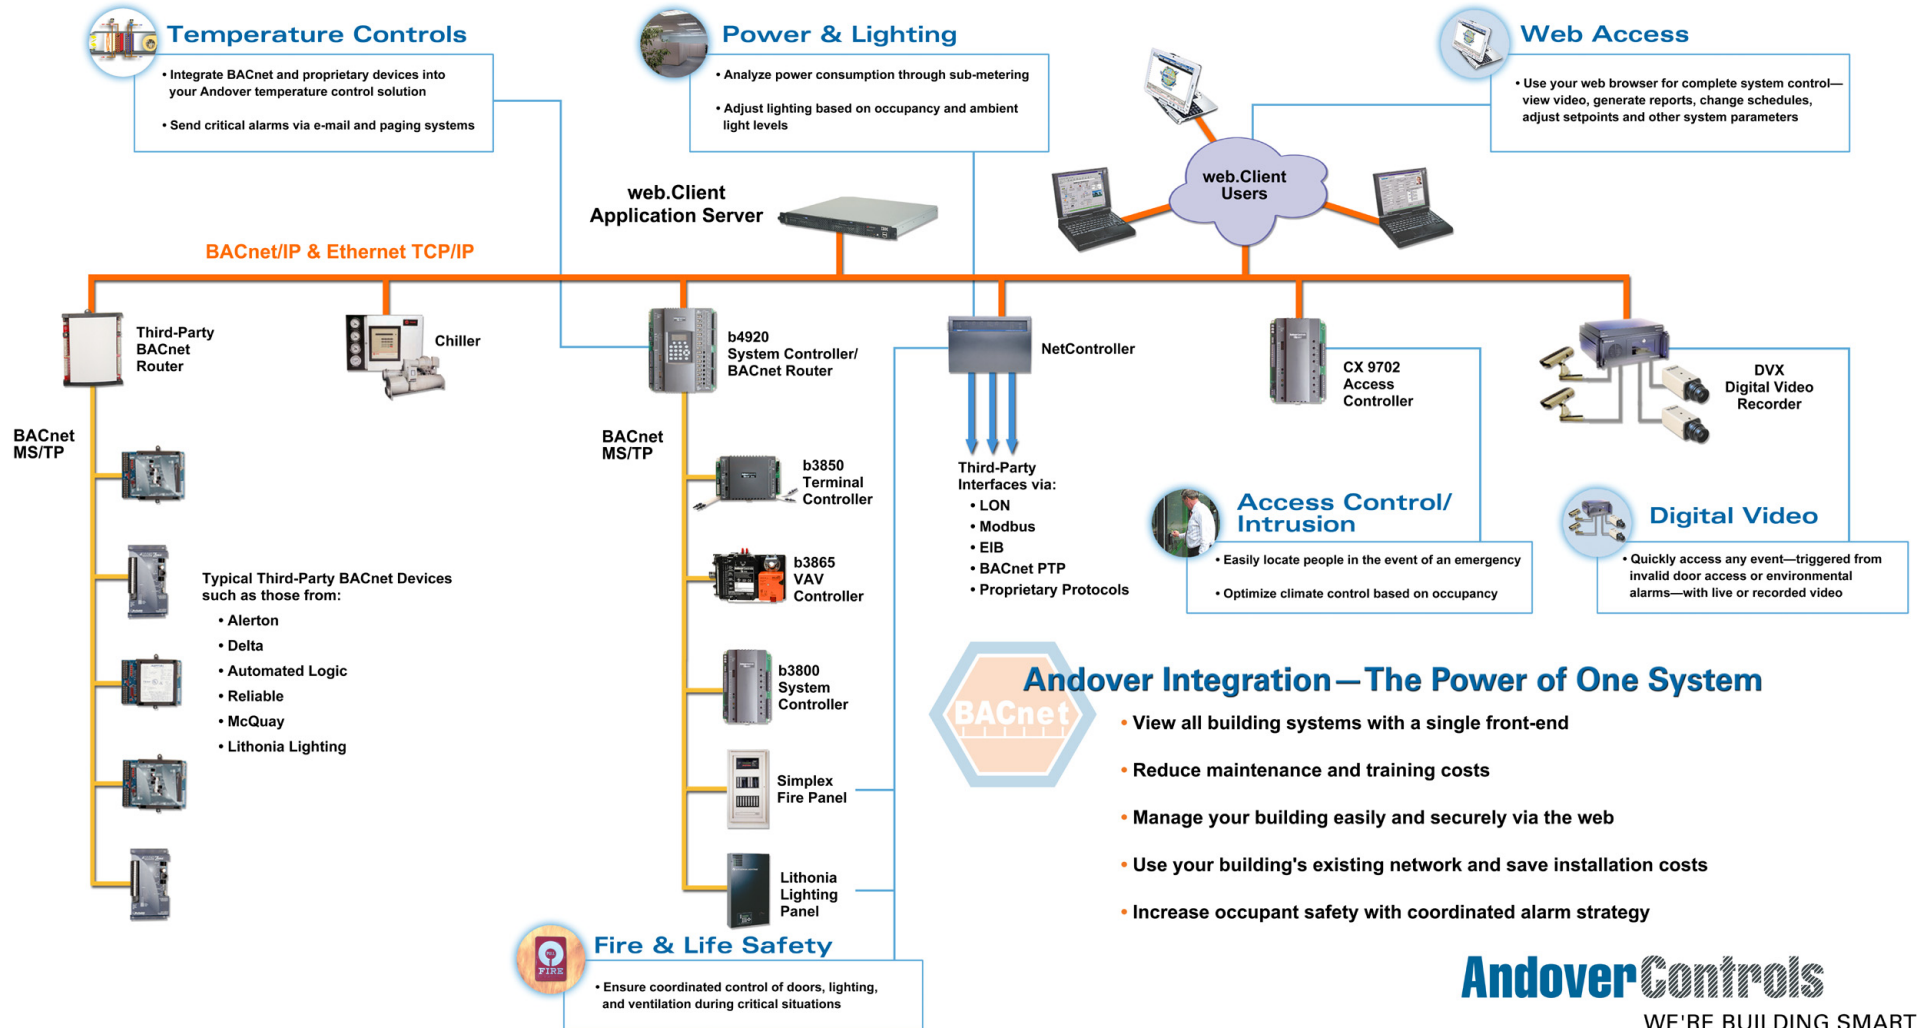 Temperature Controls
• Integrate BACnet and proprietary devices into
your Andover temperature control solution
• Send critical alarms via e-mail and paging systems
Power & Lighting
• Analyze power consumption through sub-metering
• Adjust lighting based on occupancy and ambient
light levels
Web Access
• Use your web browser for complete system control—
view video, generate reports, change schedules,
adjust setpoints and other system parameters
web.Client
Application Server
web.Client
Users
BACnet/IP & Ethernet TCP/IP
Third-Party
BACnet
Router
Chiller
b4920
System Controller/
BACnet Router
NetController
CX 9702
Access
Controller
DVX
Digital Video
Recorder
BACnet
MS/TP
Typical Third-Party BACnet Devices
such as those from:
• Alerton
• Delta
• Automated Logic
• Reliable
• McQuay
• Lithonia Lighting
BACnet
MS/TP
b3850
Terminal
Controller
b3865
VAV
Controller
b3800
System
Controller
Simplex
Fire Panel
Lithonia
Lighting
Panel
Third-Party
Interfaces via:
• LON
• Modbus
• EIB
• BACnet PTP
• Proprietary Protocols
Access Control/
Intrusion
• Easily locate people in the event of an emergency
• Optimize climate control based on occupancy
Digital Video
• Quickly access any event—triggered from
invalid door access or environmental
alarms—with live or recorded video
FIRE
Fire & Life Safety
• Ensure coordinated control of doors, lighting,
and ventilation during critical situations
BACnet
Andover Integration—The Power of One System
• View all building systems with a single front-end
• Reduce maintenance and training costs
• Manage your building easily and securely via the web
• Use your building's existing network and save installation costs
• Increase occupant safety with coordinated alarm strategy
Andover Controls
WE'RE BUILDING SMART